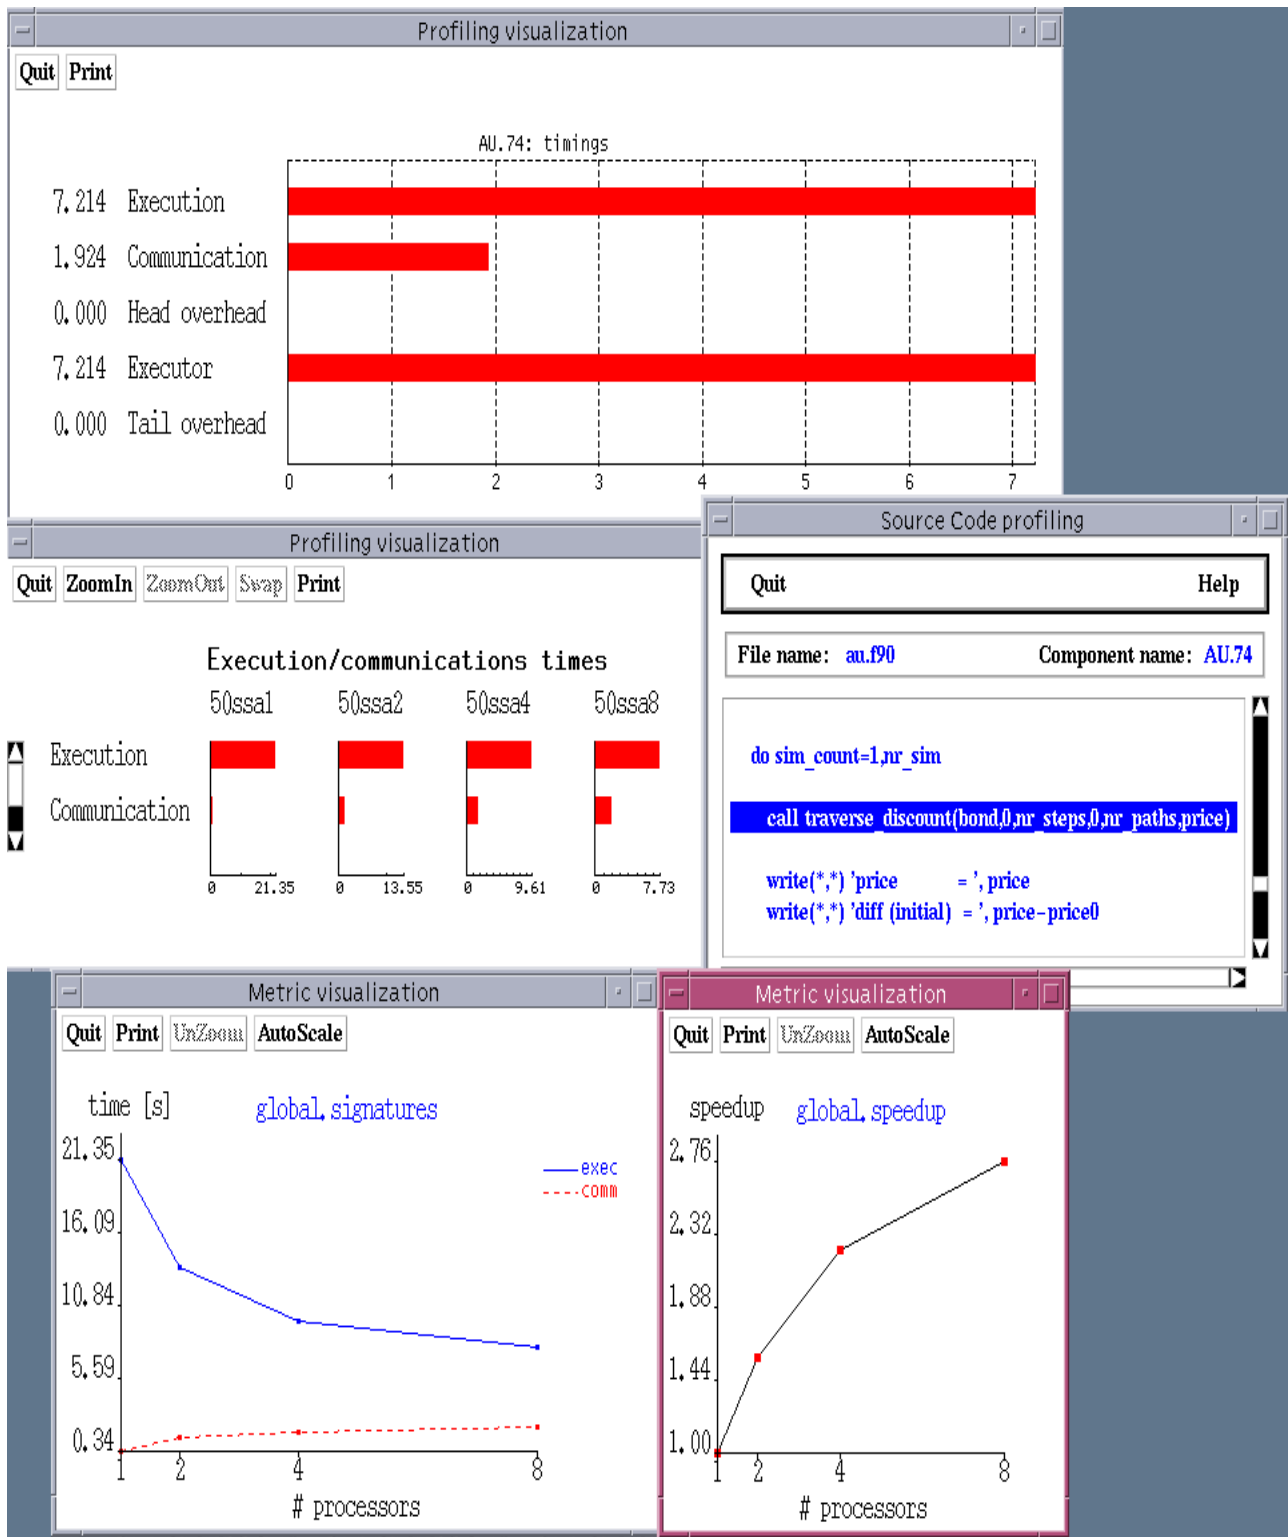 Profiling visualization
Quit Print
AU.74: timings
7.214 Execution
1.924 Communication
0.000 Head overhead
7.214 Executor
0.000 Tail overhead
0 1 2 3 4 5 6 7
Profiling visualization
Quit ZoomIn ZoomOut Swap Print
Execution/communications times
50ssa1 50ssa2 50ssa4 50ssa8
Execution
Communication
0 21.35 0 13.55 0 9.61 0 7.73
Source Code profiling
Quit Help
File name: au.f90 Component name: AU.74
do sim_count=1,nr_sim
call traverse_discount(bond,0,nr_steps,0,nr_paths,price)
write(*,*) 'price = ', price
write(*,*) 'diff (initial) = ', price-price0
Metric visualization
Quit Print UnZoom AutoScale
time [s] global.signatures
21.35
exec
comm
16.09
10.84
5.59
0.34
1 2 4 8
# processors
Metric visualization
Quit Print UnZoom AutoScale
speedup global.speedup
2.76
2.32
1.88
1.44
1.00
1 2 4 8
# processors